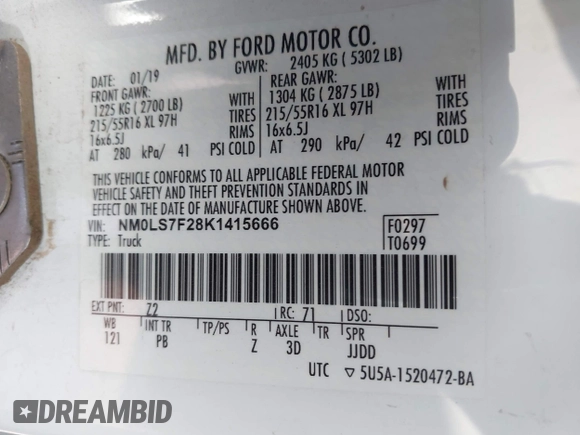 MFD. BY FORD MOTOR CO.
01/19 GVWR: 2405 KG ( 5302 LB)
FRONT GAWR: REAR GAWR:
1225 KG ( 2700 LB) WITH 1304 KG ( 2875 LB) WITH
215/55R16 XL 97H TIRES 215/55R16 XL 97H TIRES
16x6.5J RIMS 16x6.5J RIMS
AT 280 kPa/ 41 PSI COLD AT 290 kPa/ 42 PSI COLD
THIS VEHICLE CONFORMS TO ALL APPLICABLE FEDERAL MOTOR
VEHICLE SAFETY AND THEFT PREVENTION STANDARDS IN
EFFECT ON THE DATE OF MANUFACTURE SHOWN ABOVE.
VIN: NM0LS7F28K1415666 F0297
TYPE: Truck T0699
EXT PNT: Z2 RC: 71 DSO:
WB INT TR TP/PS R AXLE TR SPR
121 PB Z 3D JJDD
UTC ▽ 5U5A-1520472-BA
DREAMBID
DREAMBID